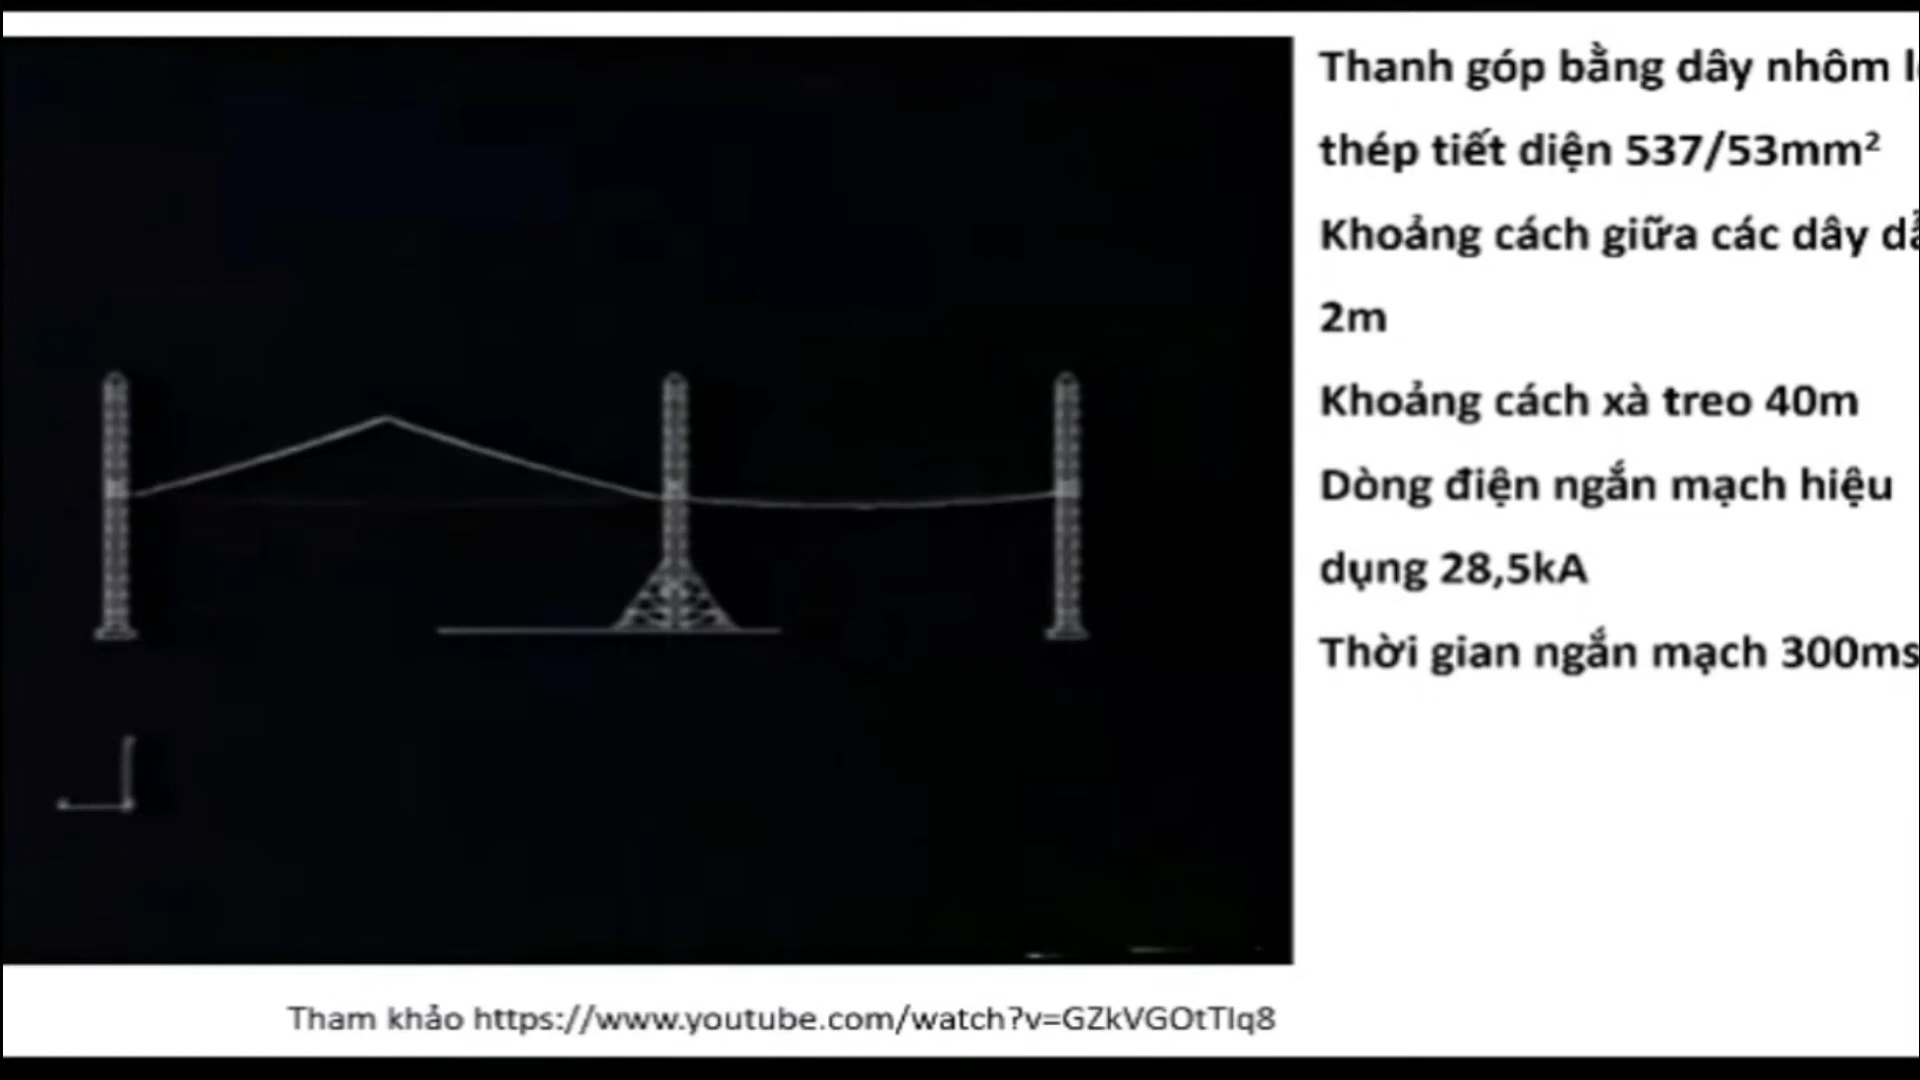 Thanh góp bằng dây nhôm
thép tiết diện 537/53mm²
Khoảng cách giữa các dây
2m
Khoảng cách xà treo 40m
Dòng điện ngắn mạch hiệu
dụng 28,5kA
Thời gian ngắn mạch 300ms
Tham khảo https://www.youtube.com/watch?v=GZkVGOtTIq8